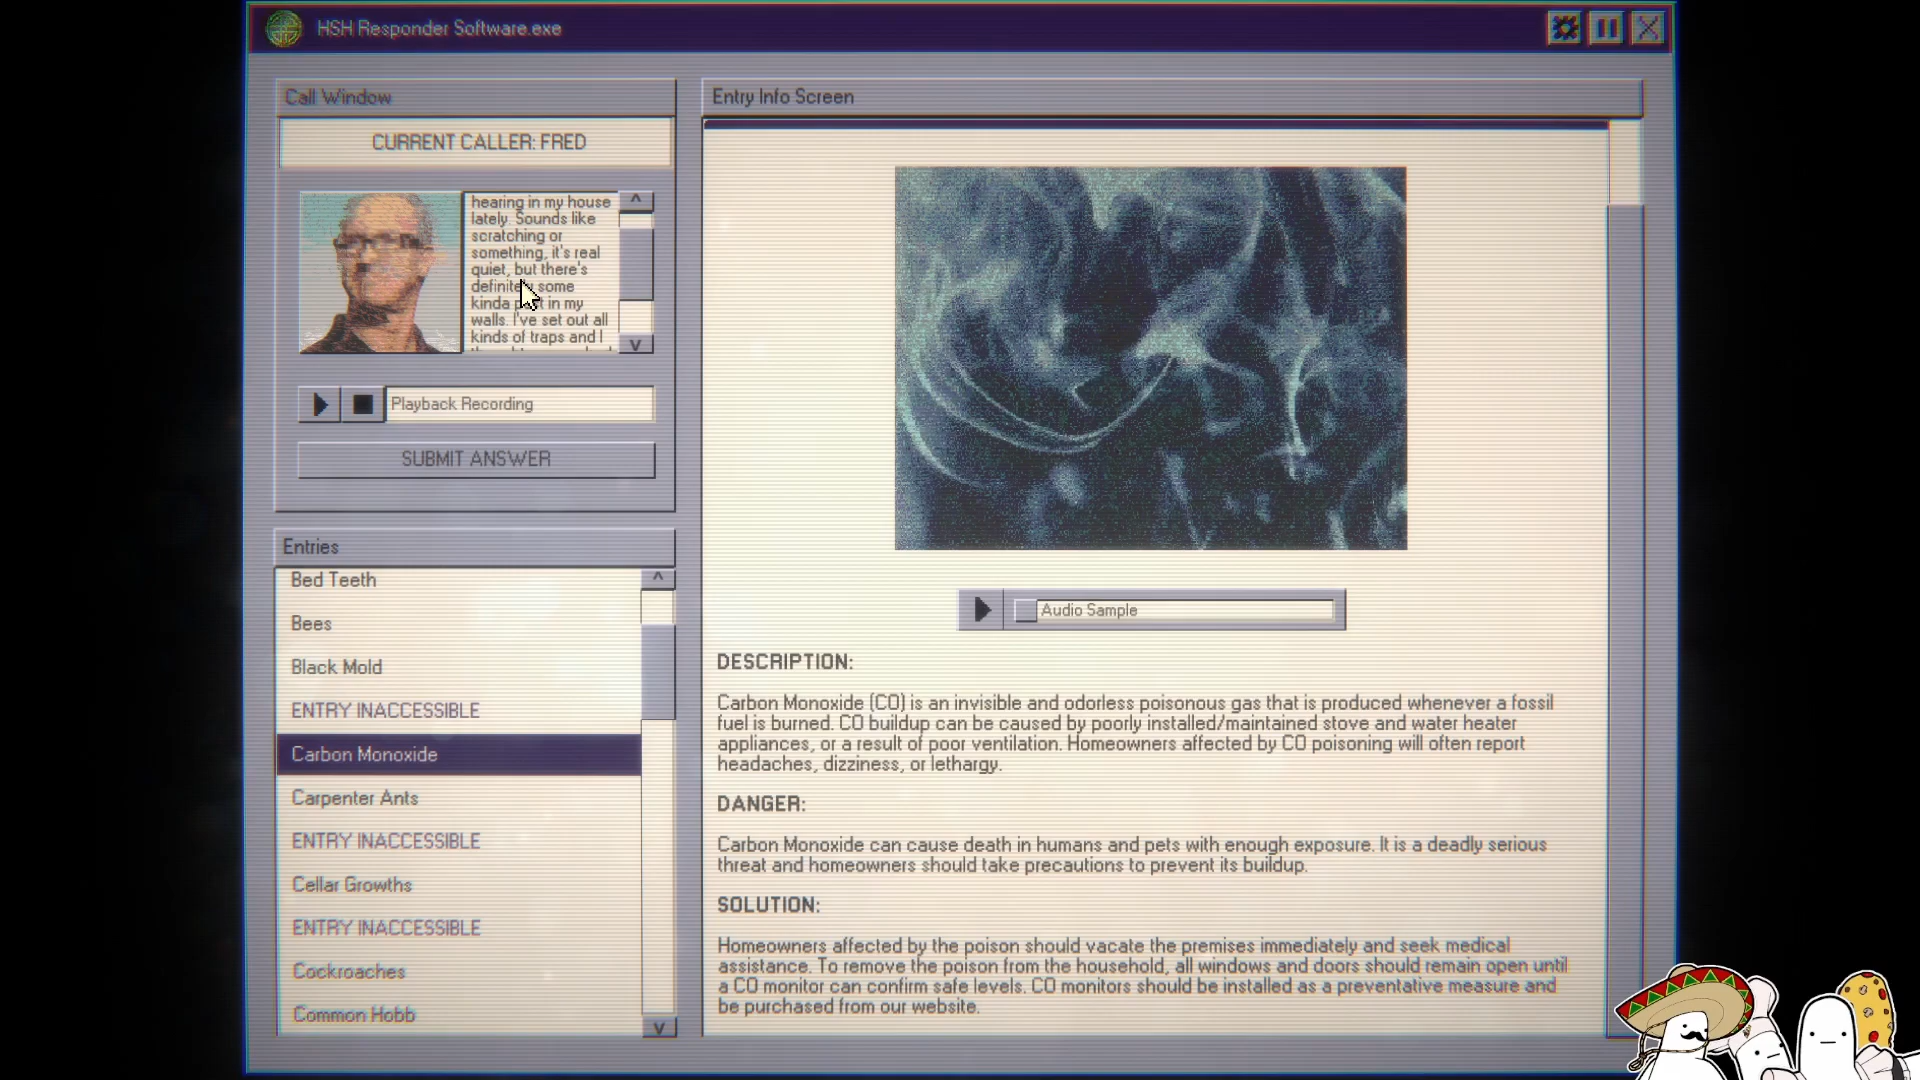 HSH Responder Software.exe
Call Window
CURRENT CALLER: FRED
hearing in my house
lately. Sounds like
scratching or
something, it's real
quiet, but there's
some
kinda in my
walls. I've set out all
kinds of traps and I
Playback Recording
SUBMIT ANSWER
Entries
Bed Teeth
Bees
Black Mold
ENTRY INACCESSIBLE
Carbon Monoxide
Carpenter Ants
ENTRY INACCESSIBLE
Cellar Growths
ENTRY INACCESSIBLE
Cockroaches
Common Hobb
Entry Info Screen
Audio Sample
DESCRIPTION:
Carbon Monoxide (CO) is an invisible and odorless poisonous gas that is produced whenever a fossil
fuel is burned. CO buildup can be caused by poorly installed/maintained stove and water heater
appliances, or a result of poor ventilation. Homeowners affected by CO poisoning will often report
headaches, dizziness, or lethargy.
DANGER:
Carbon Monoxide can cause death in humans and pets with enough exposure. It is a deadly serious
threat and homeowners should take precautions to prevent its buildup.
SOLUTION:
Homeowners affected by the poison should vacate the premises immediately and seek medical
assistance. To remove the poison from the household, all windows and doors should remain open until
a CO monitor can confirm safe levels. CO monitors should be installed as a preventative measure and
be purchased from our website.